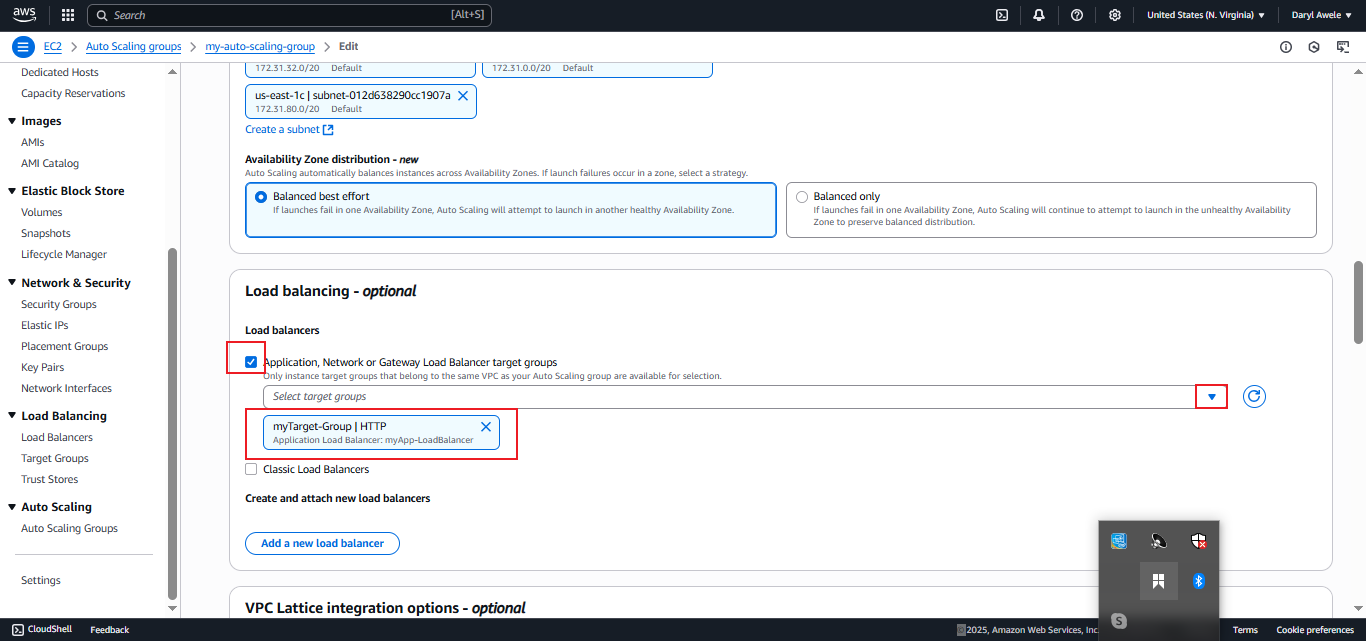 aws
Search [Alt+S]
United States (N. Virginia)
Daryl Awele
EC2
Auto Scaling groups
my-auto-scaling-group
Edit
Dedicated Hosts
Capacity Reservations
Images
AMIs
AMI Catalog
Elastic Block Store
Volumes
Snapshots
Lifecycle Manager
Network & Security
Security Groups
Elastic IPs
Placement Groups
Key Pairs
Network Interfaces
Load Balancing
Load Balancers
Target Groups
Trust Stores
Auto Scaling
Auto Scaling Groups
Settings
172.31.32.0/20 Default
172.31.0.0/20 Default
us-east-1c | subnet-012d638290cc1907a
172.31.80.0/20 Default
Create a subnet
Availability Zone distribution - new
Auto Scaling automatically balances instances across Availability Zones. If launch failures occur in a zone, select a strategy.
Balanced best effort
If launches fail in one Availability Zone, Auto Scaling will attempt to launch in another healthy Availability Zone.
Balanced only
If launches fail in one Availability Zone, Auto Scaling will continue to attempt to launch in the unhealthy Availability
Zone to preserve balanced distribution.
Load balancing - optional
Load balancers
Application, Network or Gateway Load Balancer target groups
Only instance target groups that belong to the same VPC as your Auto Scaling group are available for selection.
Select target groups
myTarget-Group | HTTP
Application Load Balancer: myApp-LoadBalancer
Classic Load Balancers
Create and attach new load balancers
Add a new load balancer
VPC Lattice integration options - optional
CloudShell
Feedback
© 2025, Amazon Web Services, Inc.
Terms
Cookie preferences